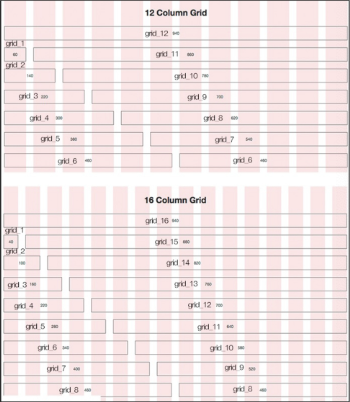 12 Column Grid
grid_12 940
grid_1
60
grid_11 860
grid_2
140
grid_10 780
grid_3 220 grid_9 700
grid_4 300 grid_8 620
grid_5 380 grid_7 540
grid_6 460 grid_6 460
16 Column Grid
grid_16 940
grid_1
40
grid_15 880
grid_2
100
grid_14 820
grid_3 160 grid_13 760
grid_4 220 grid_12 700
grid_5 280 grid_11 640
grid_6 340 grid_10 580
grid_7 400 grid_9 520
grid_8 460 grid_8 460